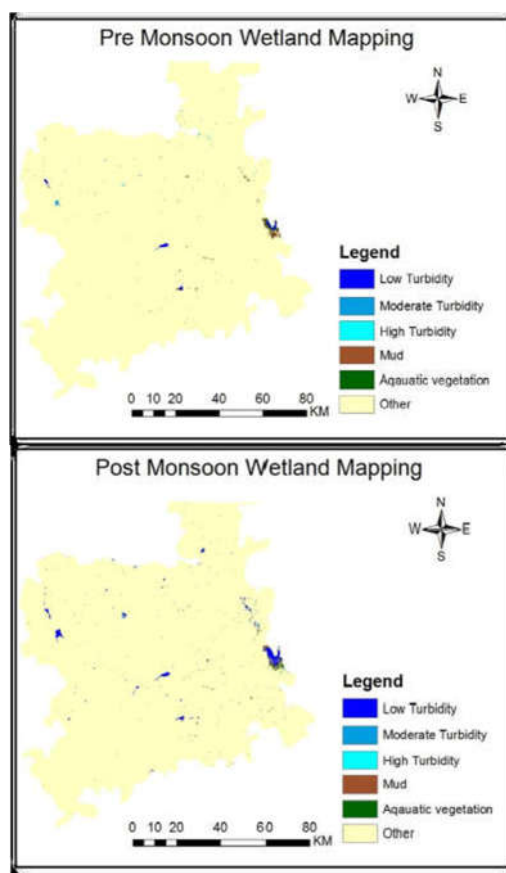 Pre Monsoon Wetland Mapping
N
W E
S
Legend
Low Turbidity
Moderate Turbidity
High Turbidity
Mud
Aqauatic vegetation
Other
0 10 20 40 60 80
KM
Post Monsoon Wetland Mapping
N
W E
S
Legend
Low Turbidity
Moderate Turbidity
High Turbidity
Mud
Aqauatic vegetation
Other
0 10 20 40 60 80
KM